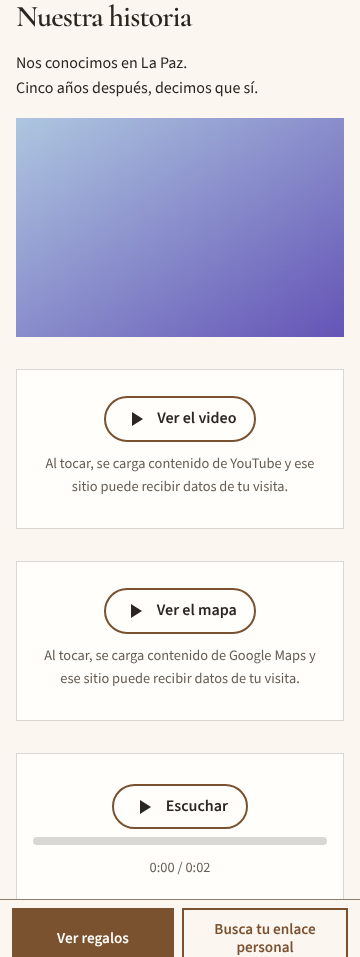 Nuestra historia
Nos conocimos en La Paz.
Cinco años después, decimos que sí.
Ver el video
Al tocar, se carga contenido de YouTube y ese
sitio puede recibir datos de tu visita.
Ver el mapa
Al tocar, se carga contenido de Google Maps y
ese sitio puede recibir datos de tu visita.
Escuchar
0:00 / 0:02
Ver regalos
Busca tu enlace
personal